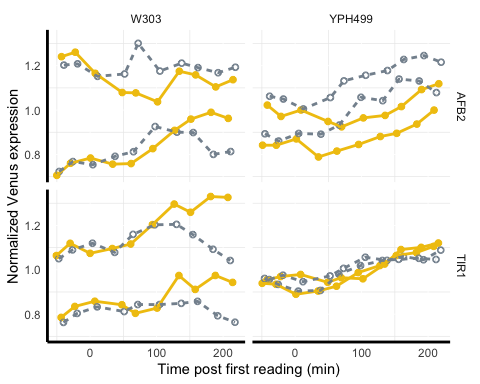 W303 YPH499
Normalized Venus expression
1.2
1.0
0.8
AFB2
1.2
1.0
0.8
TIR1
0 100 200 0 100 200
Time post first reading (min)